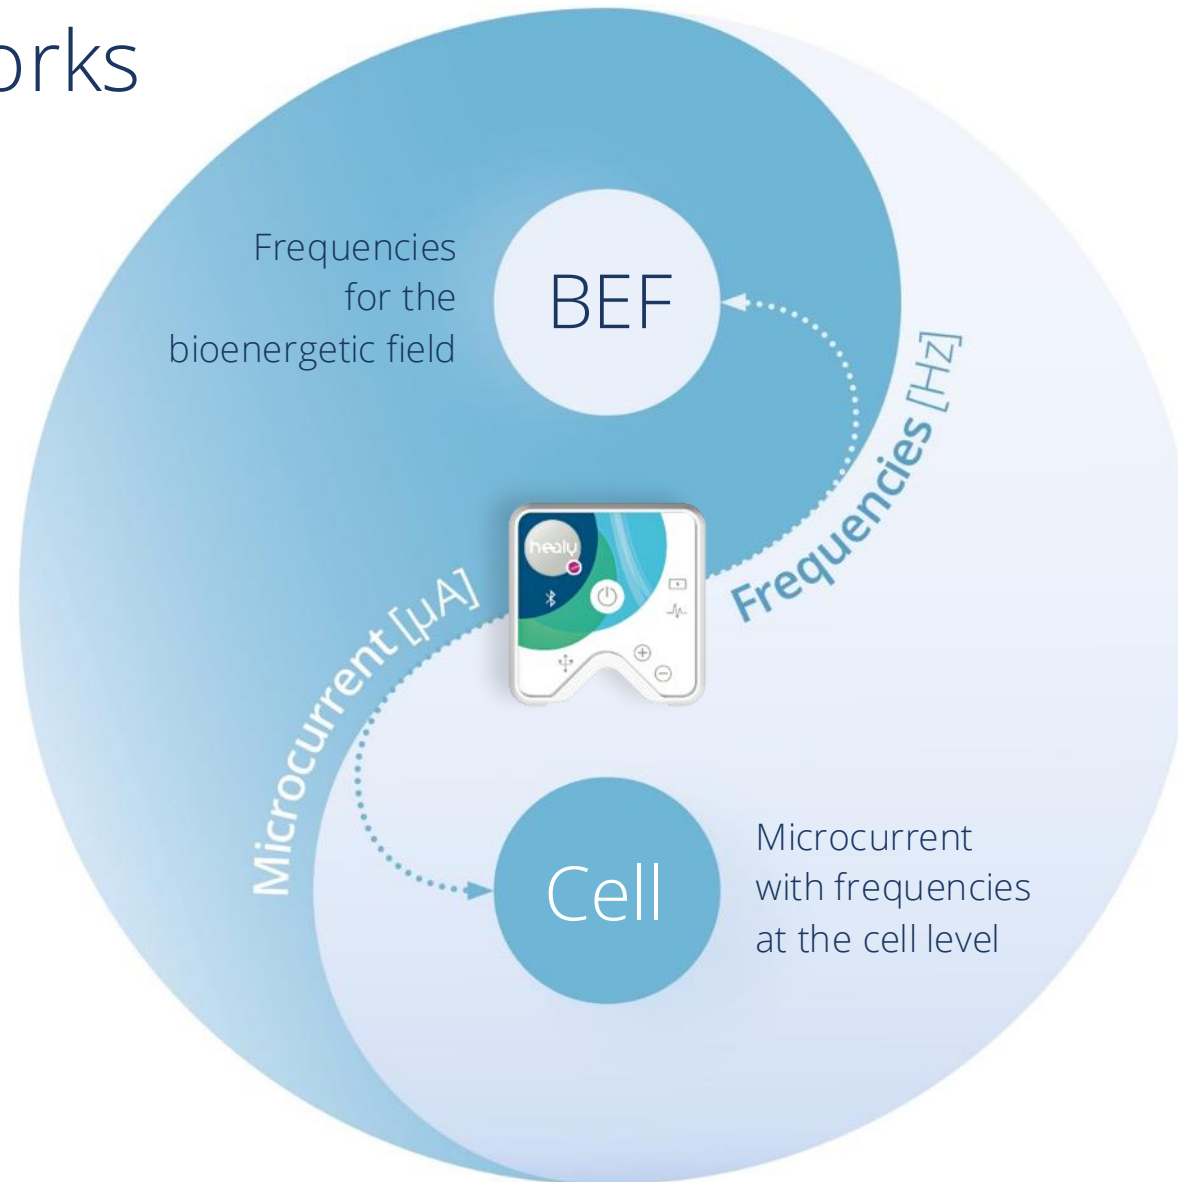 orks
Frequencies
for the
bioenergetic field
BEF
Frequencies [Hz]
healy
Microcurrent [µA]
Cell
Microcurrent
with frequencies
at the cell level